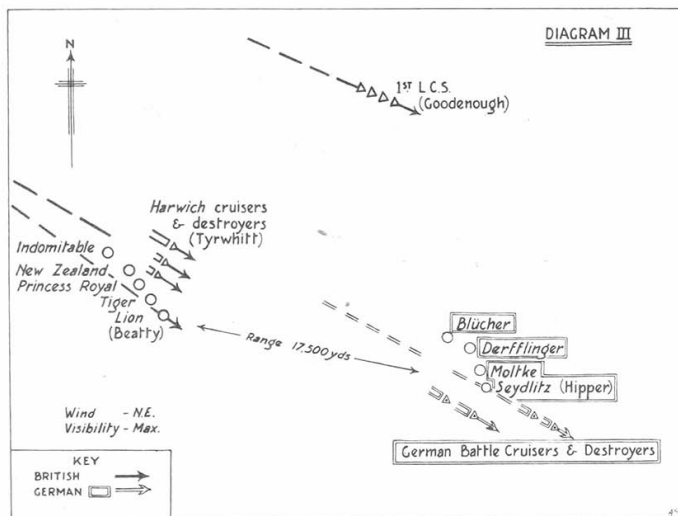 DIAGRAM III
N
1ST L.C.S.
(Goodenough)
Harwich cruisers
& destroyers
(Tyrwhitt)
Indomitable
New Zealand
Princess Royal
Tiger
Lion
(Beatty)
Range 17,500 yds
Blücher
Derfflinger
Moltke
Seydlitz (Hipper)
Wind - N.E.
Visibility - Max.
German Battle Cruisers & Destroyers
KEY
BRITISH
GERMAN